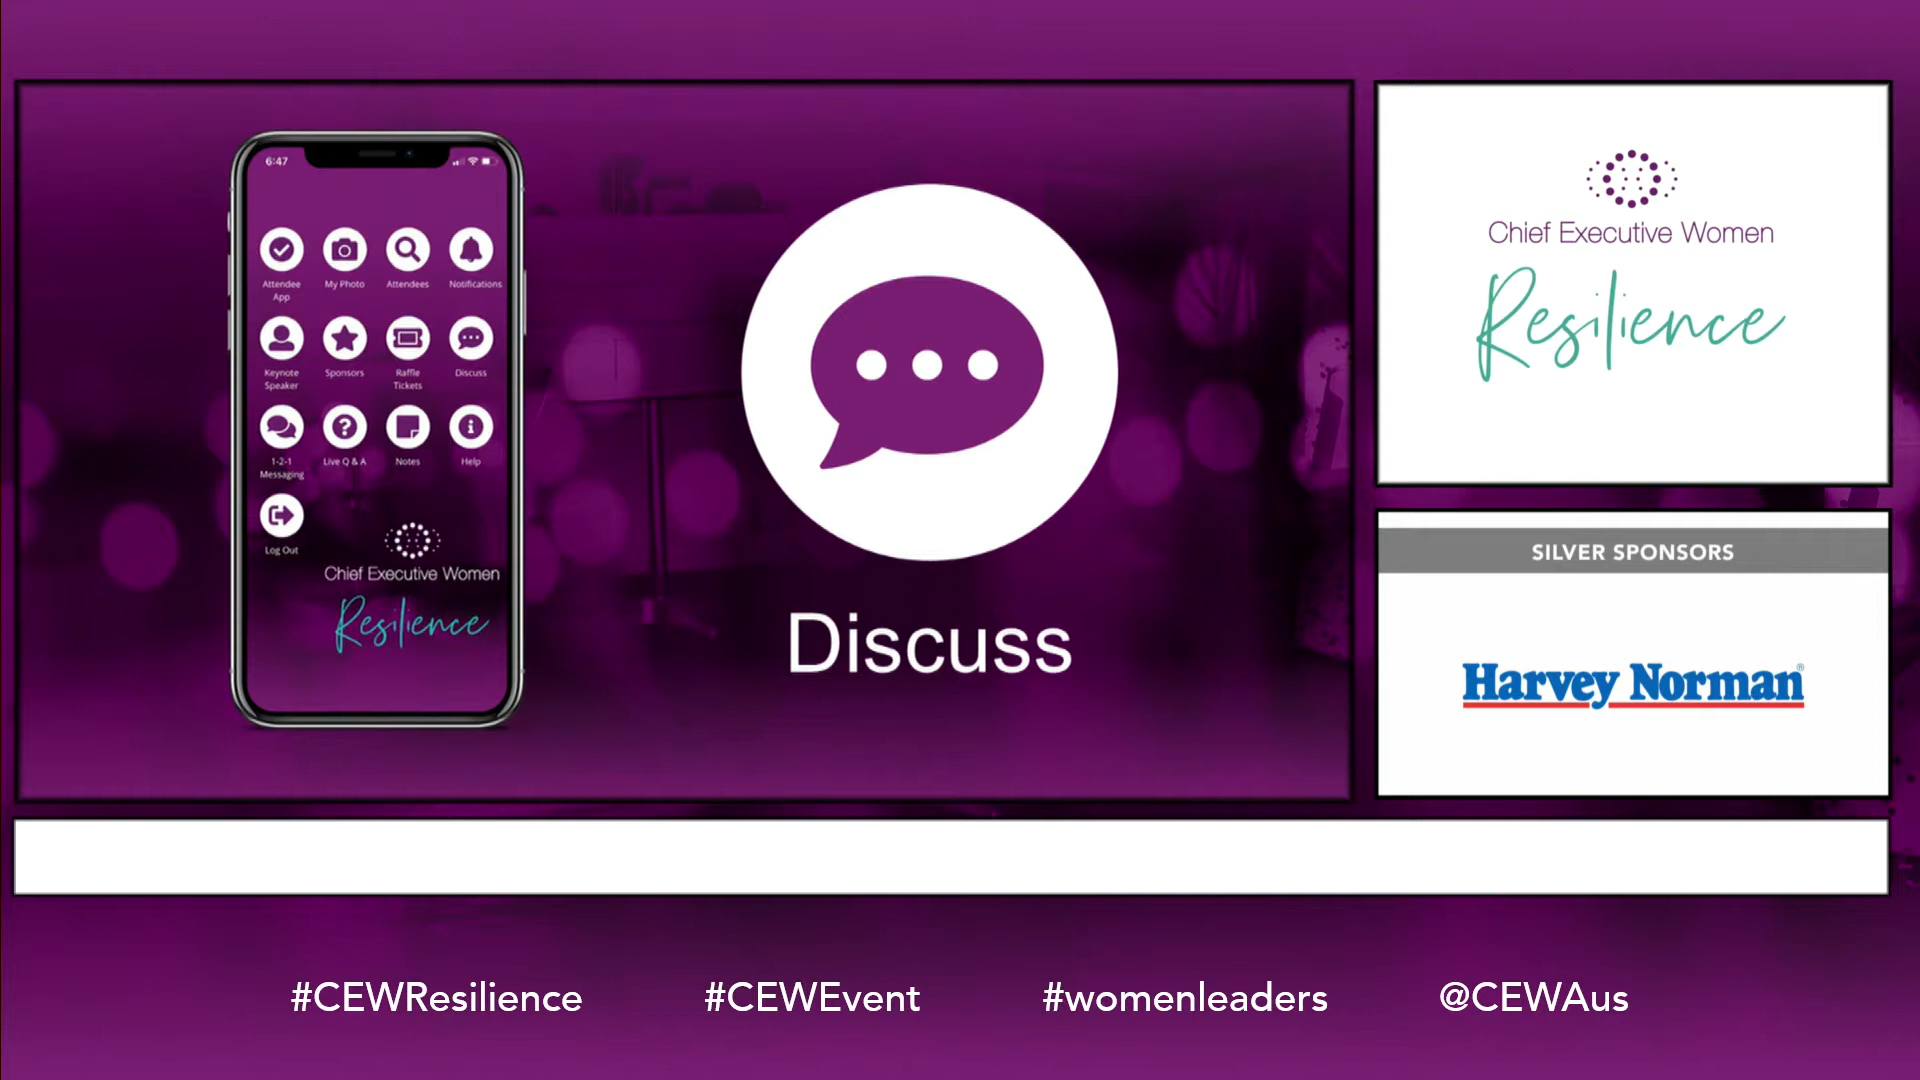 6:47
Attendee
App
My Photo
Attendees
Notifications
Keynote
Speaker
Sponsors
Raffle
Tickets
Discuss
1-2-1
Messaging
Live Q & A
Notes
Help
Log Out
Chief Executive Women
Resilience
Discuss
Chief Executive Women
Resilience
SILVER SPONSORS
Harvey Norman®
#CEWResilience
#CEWEvent
#womenleaders
@CEWAus